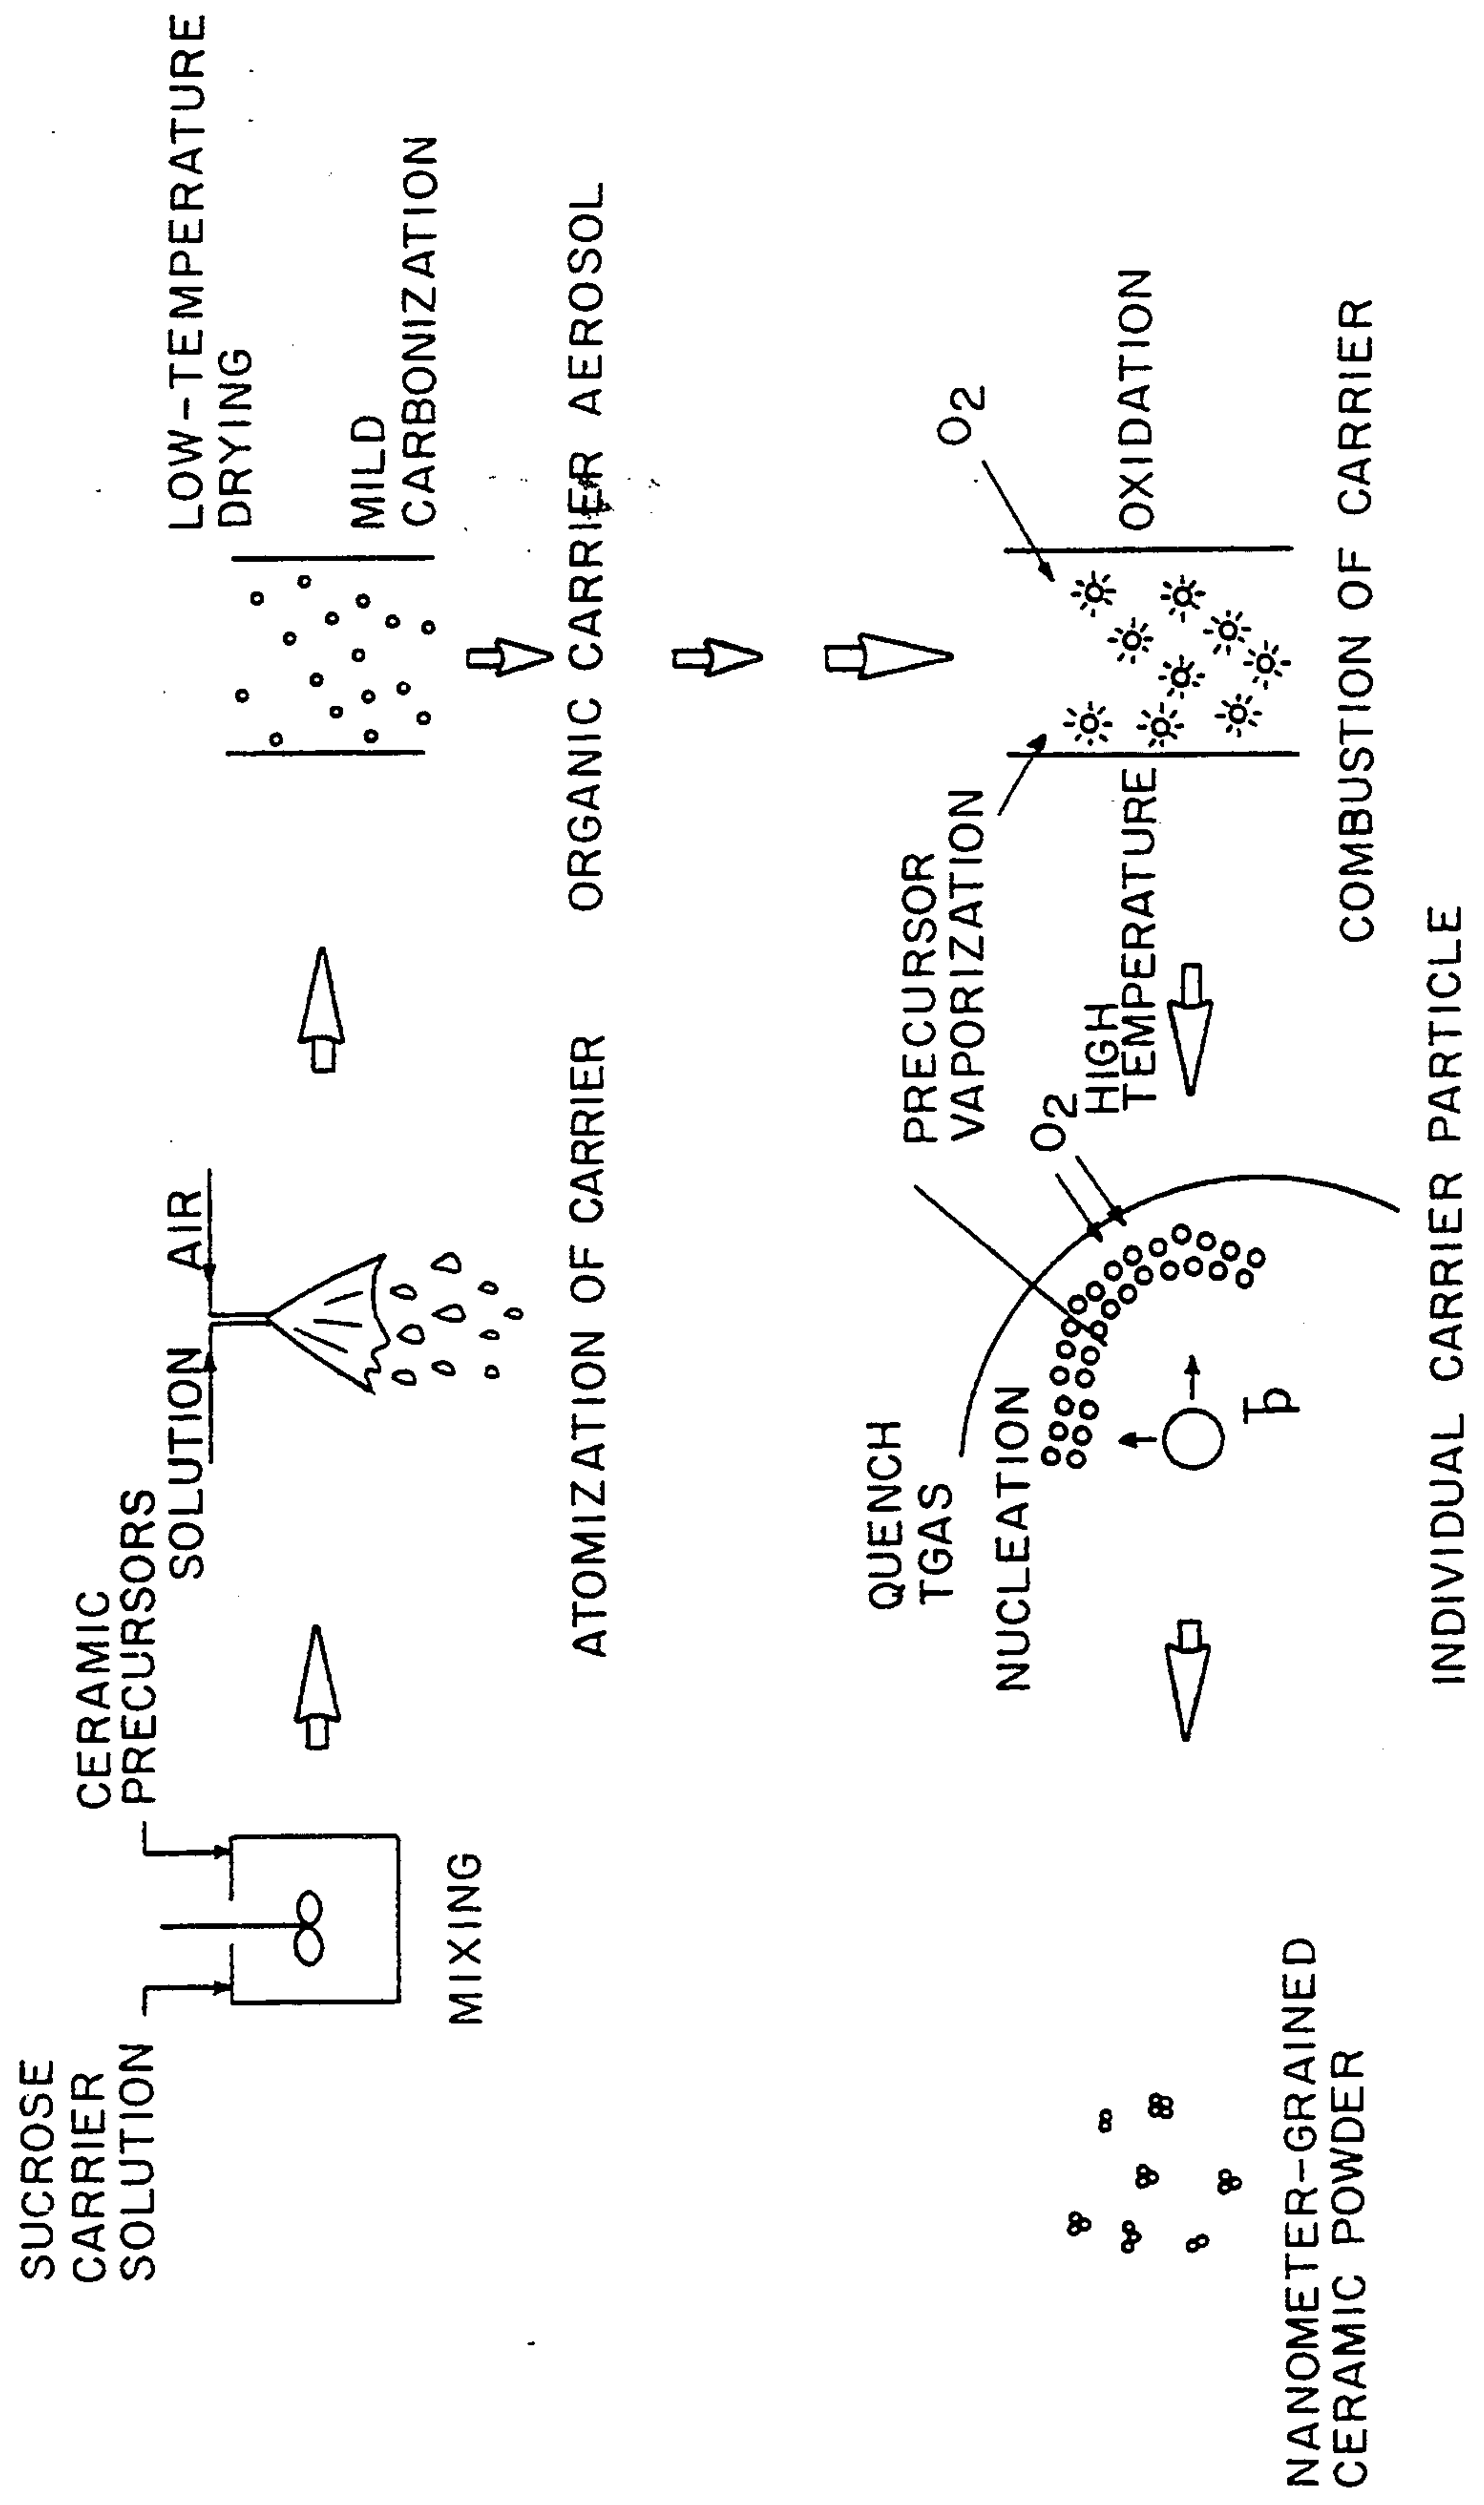 SUCROSE
CARRIER
SOLUTION
CERAMIC
PRECURSORS
MIXING
SOLUTION
AIR
ATOMIZATION OF CARRIER
LOW-TEMPERATURE
DRYING
MILD
CARBONIZATION
ORGANIC CARRIER AEROSOL
O2
OXIDATION
PRECURSOR
VAPORIZATION
HIGH
TEMPERATURE
COMBUSTION OF CARRIER
O2
QUENCH
TGAS
NUCLEATION
Tp
INDIVIDUAL CARRIER PARTICLE
NANOMETER-GRAINED
CERAMIC POWDER